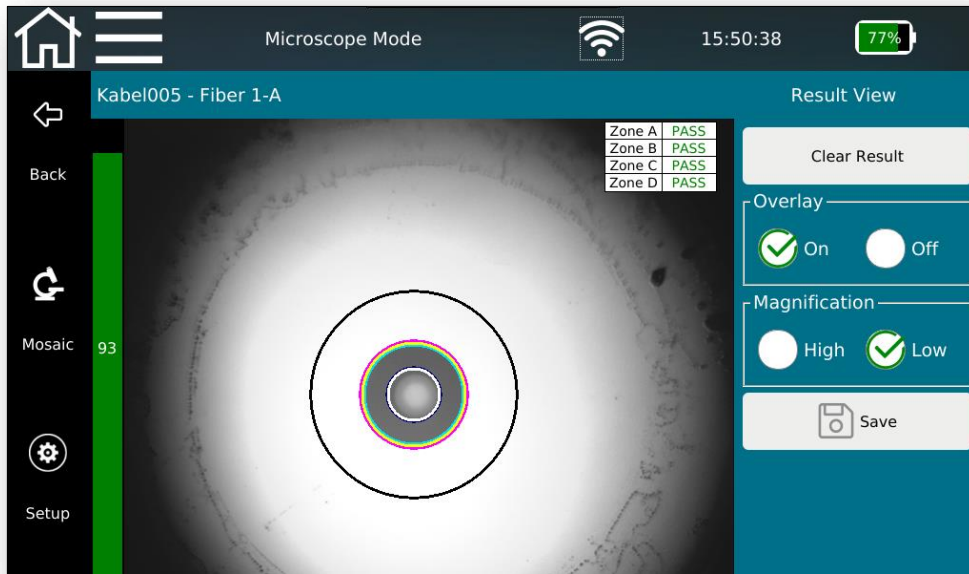 Microscope Mode
15:50:38
77%
Kabel005 - Fiber 1-A
Result View
Back
Mosaic
Setup
93
Zone A PASS
Zone B PASS
Zone C PASS
Zone D PASS
Clear Result
Overlay
On Off
Magnification
High Low
Save